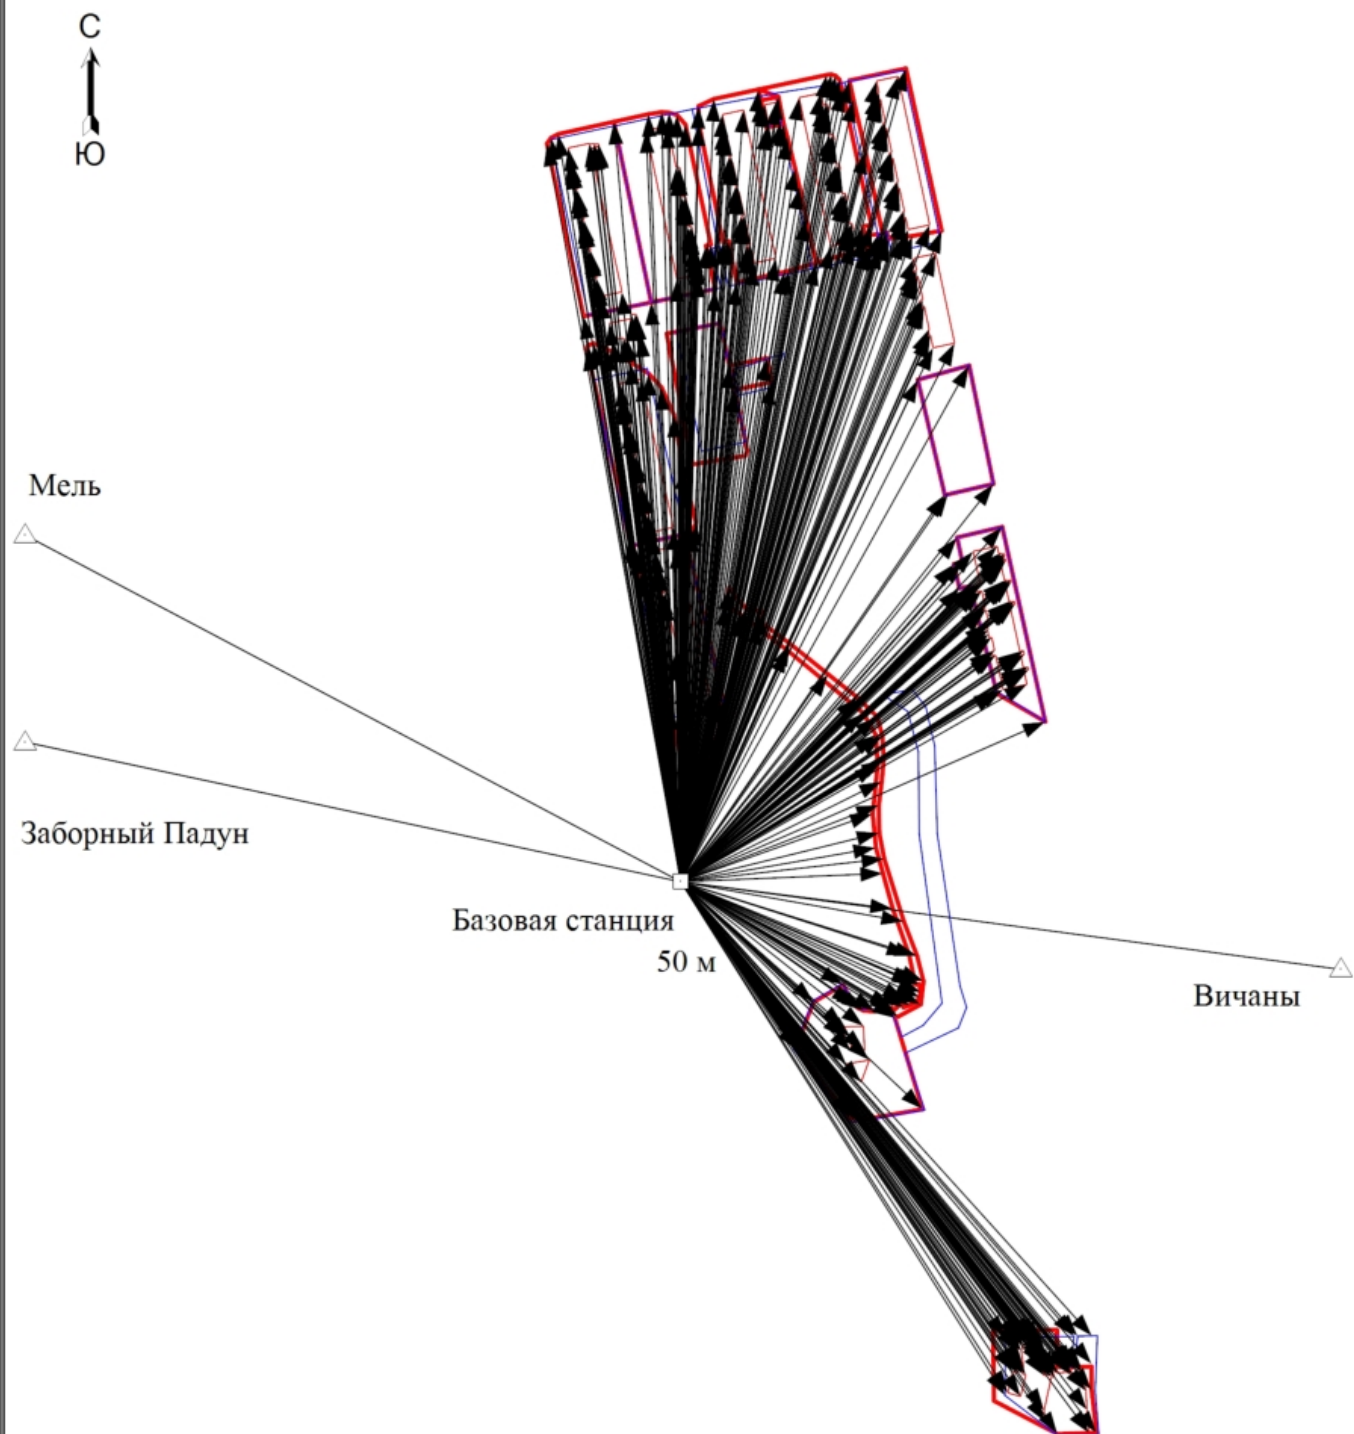 С
Ю
Мель
Заборный Падун
Базовая станция
50 м
Вичаны